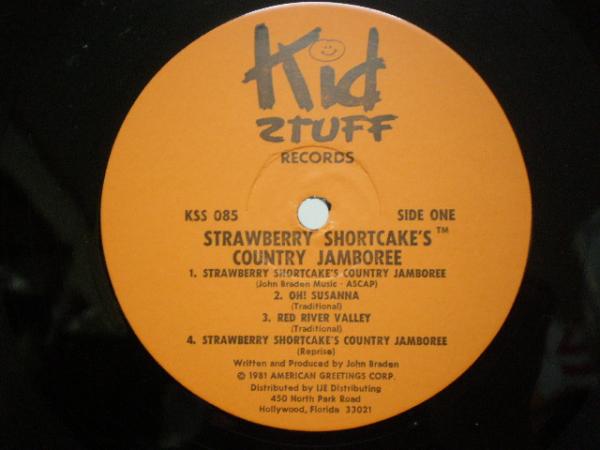 Kid
STUFF
RECORDS
KSS 085 SIDE ONE
STRAWBERRY SHORTCAKE'S™
COUNTRY JAMBOREE
1. STRAWBERRY SHORTCAKE'S COUNTRY JAMBOREE
(John Braden Music - ASCAP)
2. OH! SUSANNA
(Traditional)
3. RED RIVER VALLEY
(Traditional)
4. STRAWBERRY SHORTCAKE'S COUNTRY JAMBOREE
(Reprise)
Written and Produced by John Braden
© 1981 AMERICAN GREETINGS CORP.
Distributed by IJE Distributing
450 North Park Road
Hollywood, Florida 33021